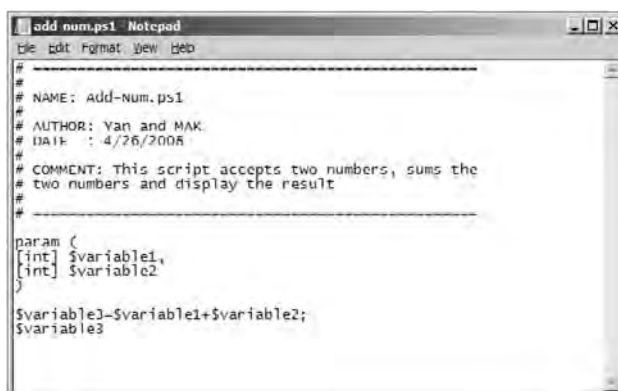 add num.ps1 Notepad
File Edit Format View Help
# -------------------------------------------------
#
# NAME: Add-Num.ps1
#
# AUTHOR: Yan and MAK
# DATE : 4/26/2008
#
# COMMENT: This script accepts two numbers, sums the
# two numbers and display the result
#
# -------------------------------------------------
param (
[int] $variable1,
[int] $variable2
)
$variable3=$variable1+$variable2;
$variable3